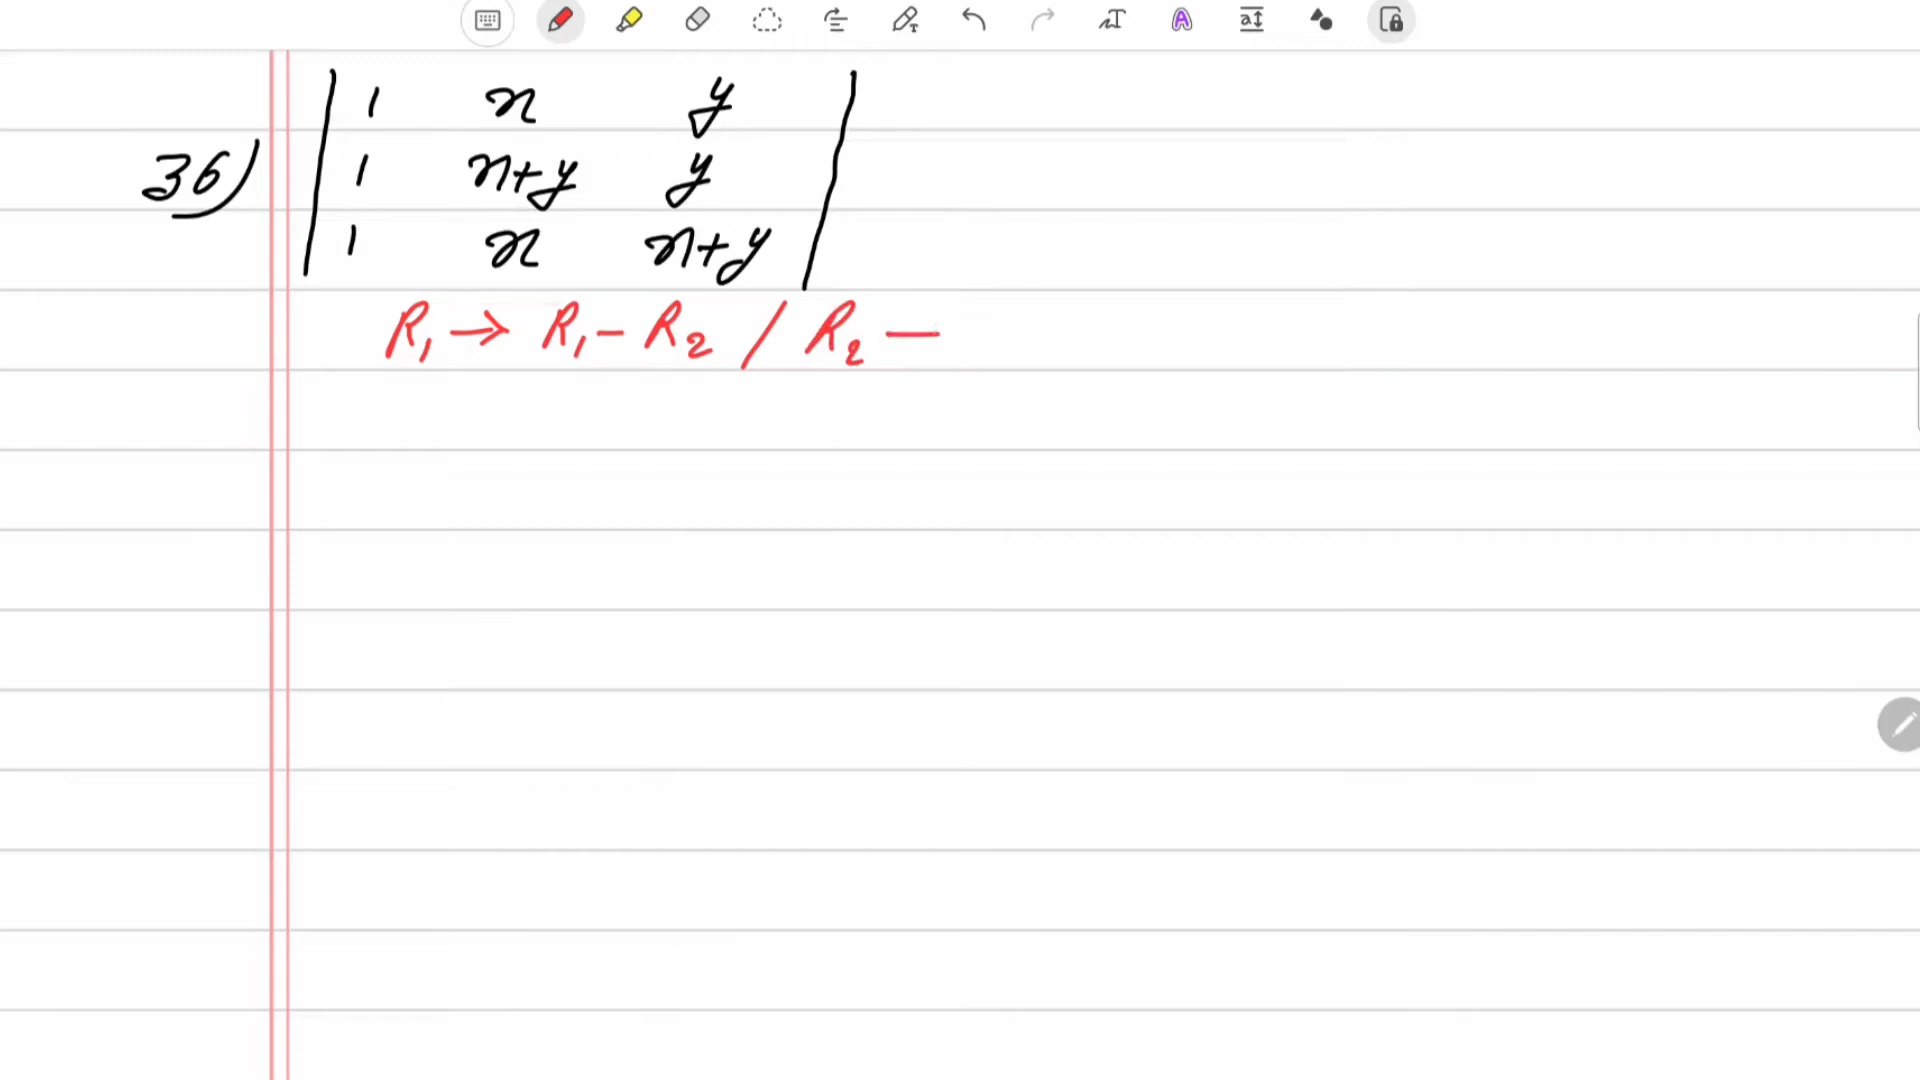 36) | 1 x y |
| 1 x+y y |
| 1 x x+y |
R₁ → R₁ - R₂ / R₂ —